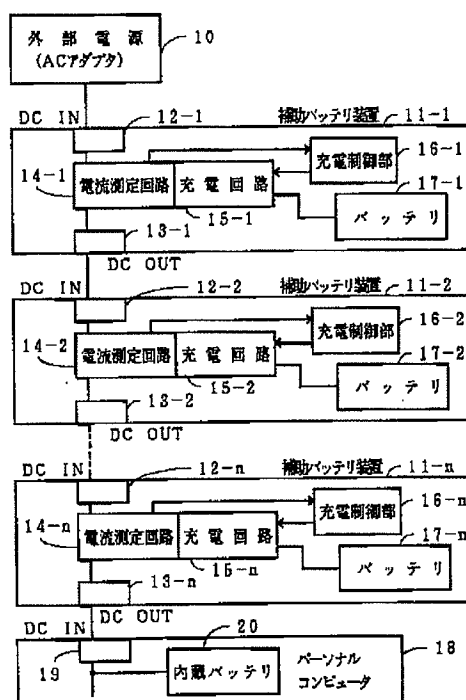 外部電源
(ACアダプタ)
10
DC IN
12-1
補助バッテリ装置
11-1
14-1
電流測定回路
充電回路
充電制御部
16-1
17-1
15-1
バッテリ
13-1
DC OUT
DC IN
12-2
補助バッテリ装置
11-2
14-2
電流測定回路
充電回路
充電制御部
16-2
17-2
15-2
バッテリ
13-2
DC OUT
DC IN
12-n
補助バッテリ装置
11-n
14-n
電流測定回路
充電回路
充電制御部
16-n
17-n
15-n
バッテリ
13-n
DC OUT
DC IN
20
18
19
内蔵バッテリ
パーソナル
コンピュータ